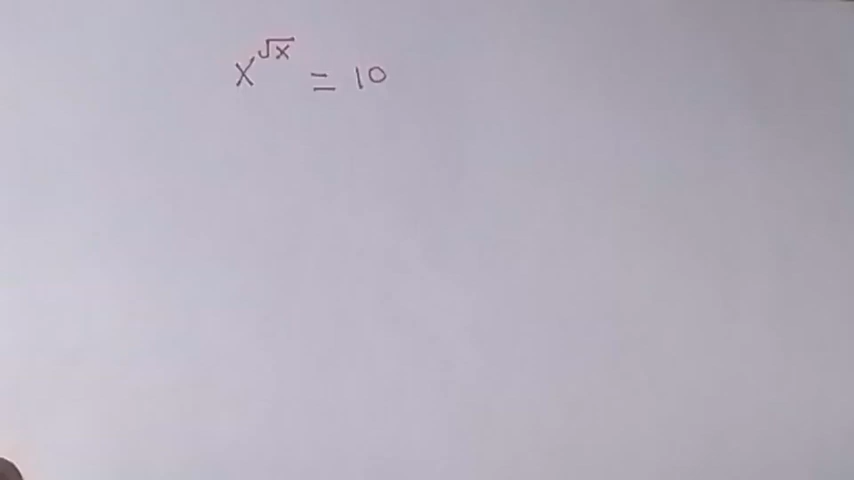 x^√x = 10